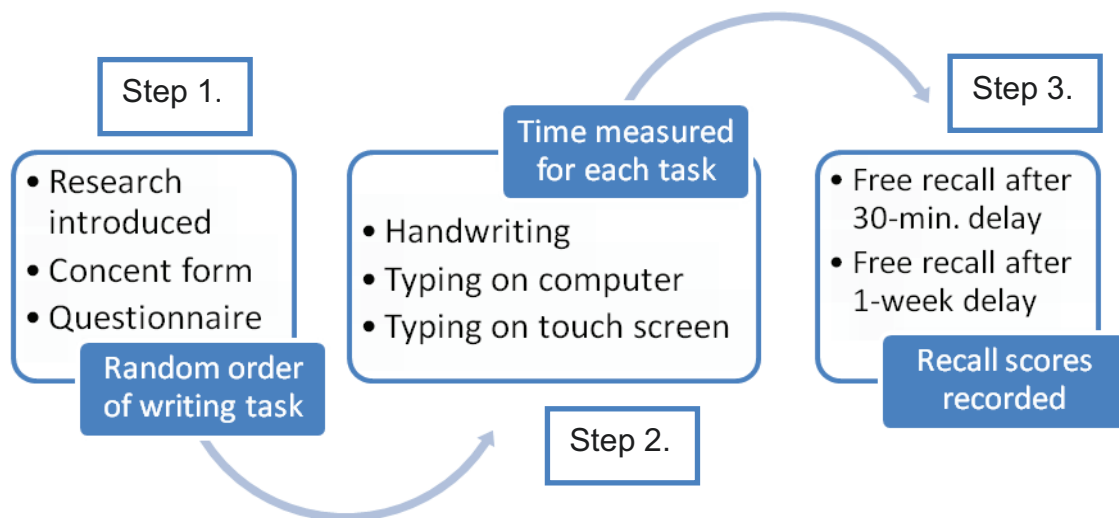 Step 1.
• Research
introduced
• Concent form
• Questionnaire
Random order
of writing task
Time measured
for each task
• Handwriting
• Typing on computer
• Typing on touch screen
Step 2.
Step 3.
• Free recall after
30-min. delay
• Free recall after
1-week delay
Recall scores
recorded